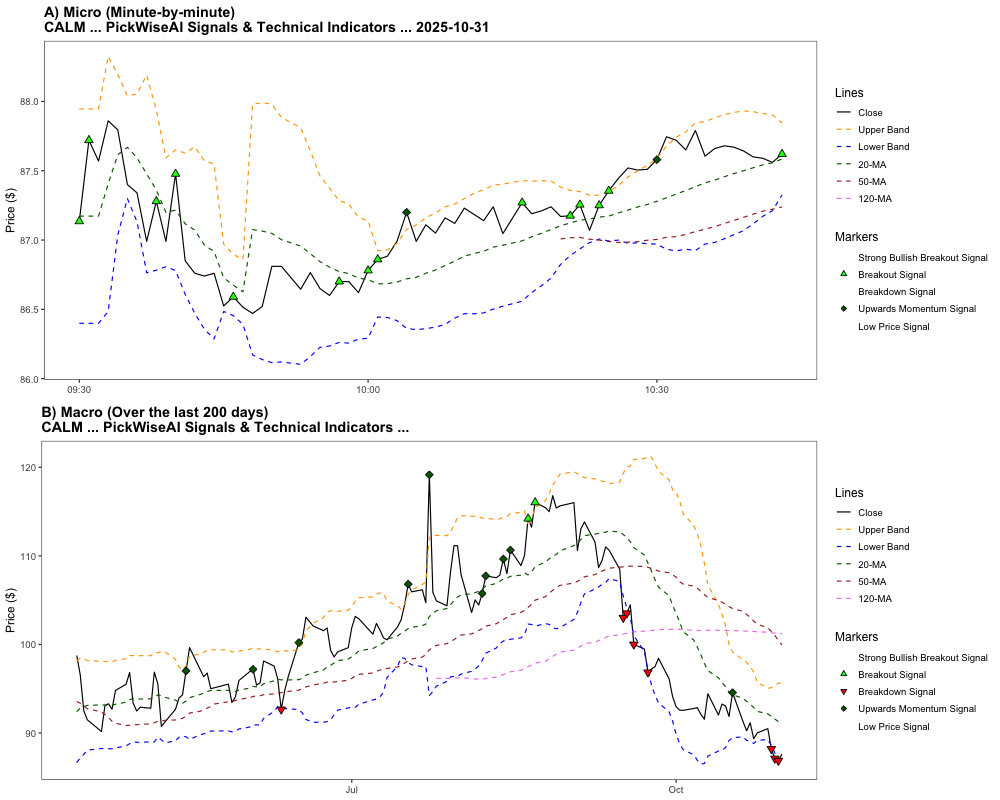 A) Micro (Minute-by-minute)
CALM ... PickWiseAI Signals & Technical Indicators ... 2025-10-31
Price ($)
88.0
87.5
87.0
86.5
86.0
09:30
10:00
10:30
Lines
Close
Upper Band
Lower Band
20-MA
50-MA
120-MA
Markers
Strong Bullish Breakout Signal
Breakout Signal
Breakdown Signal
Upwards Momentum Signal
Low Price Signal
B) Macro (Over the last 200 days)
CALM ... PickWiseAI Signals & Technical Indicators ...
Price ($)
120
110
100
90
Jul
Oct
Lines
Close
Upper Band
Lower Band
20-MA
50-MA
120-MA
Markers
Strong Bullish Breakout Signal
Breakout Signal
Breakdown Signal
Upwards Momentum Signal
Low Price Signal